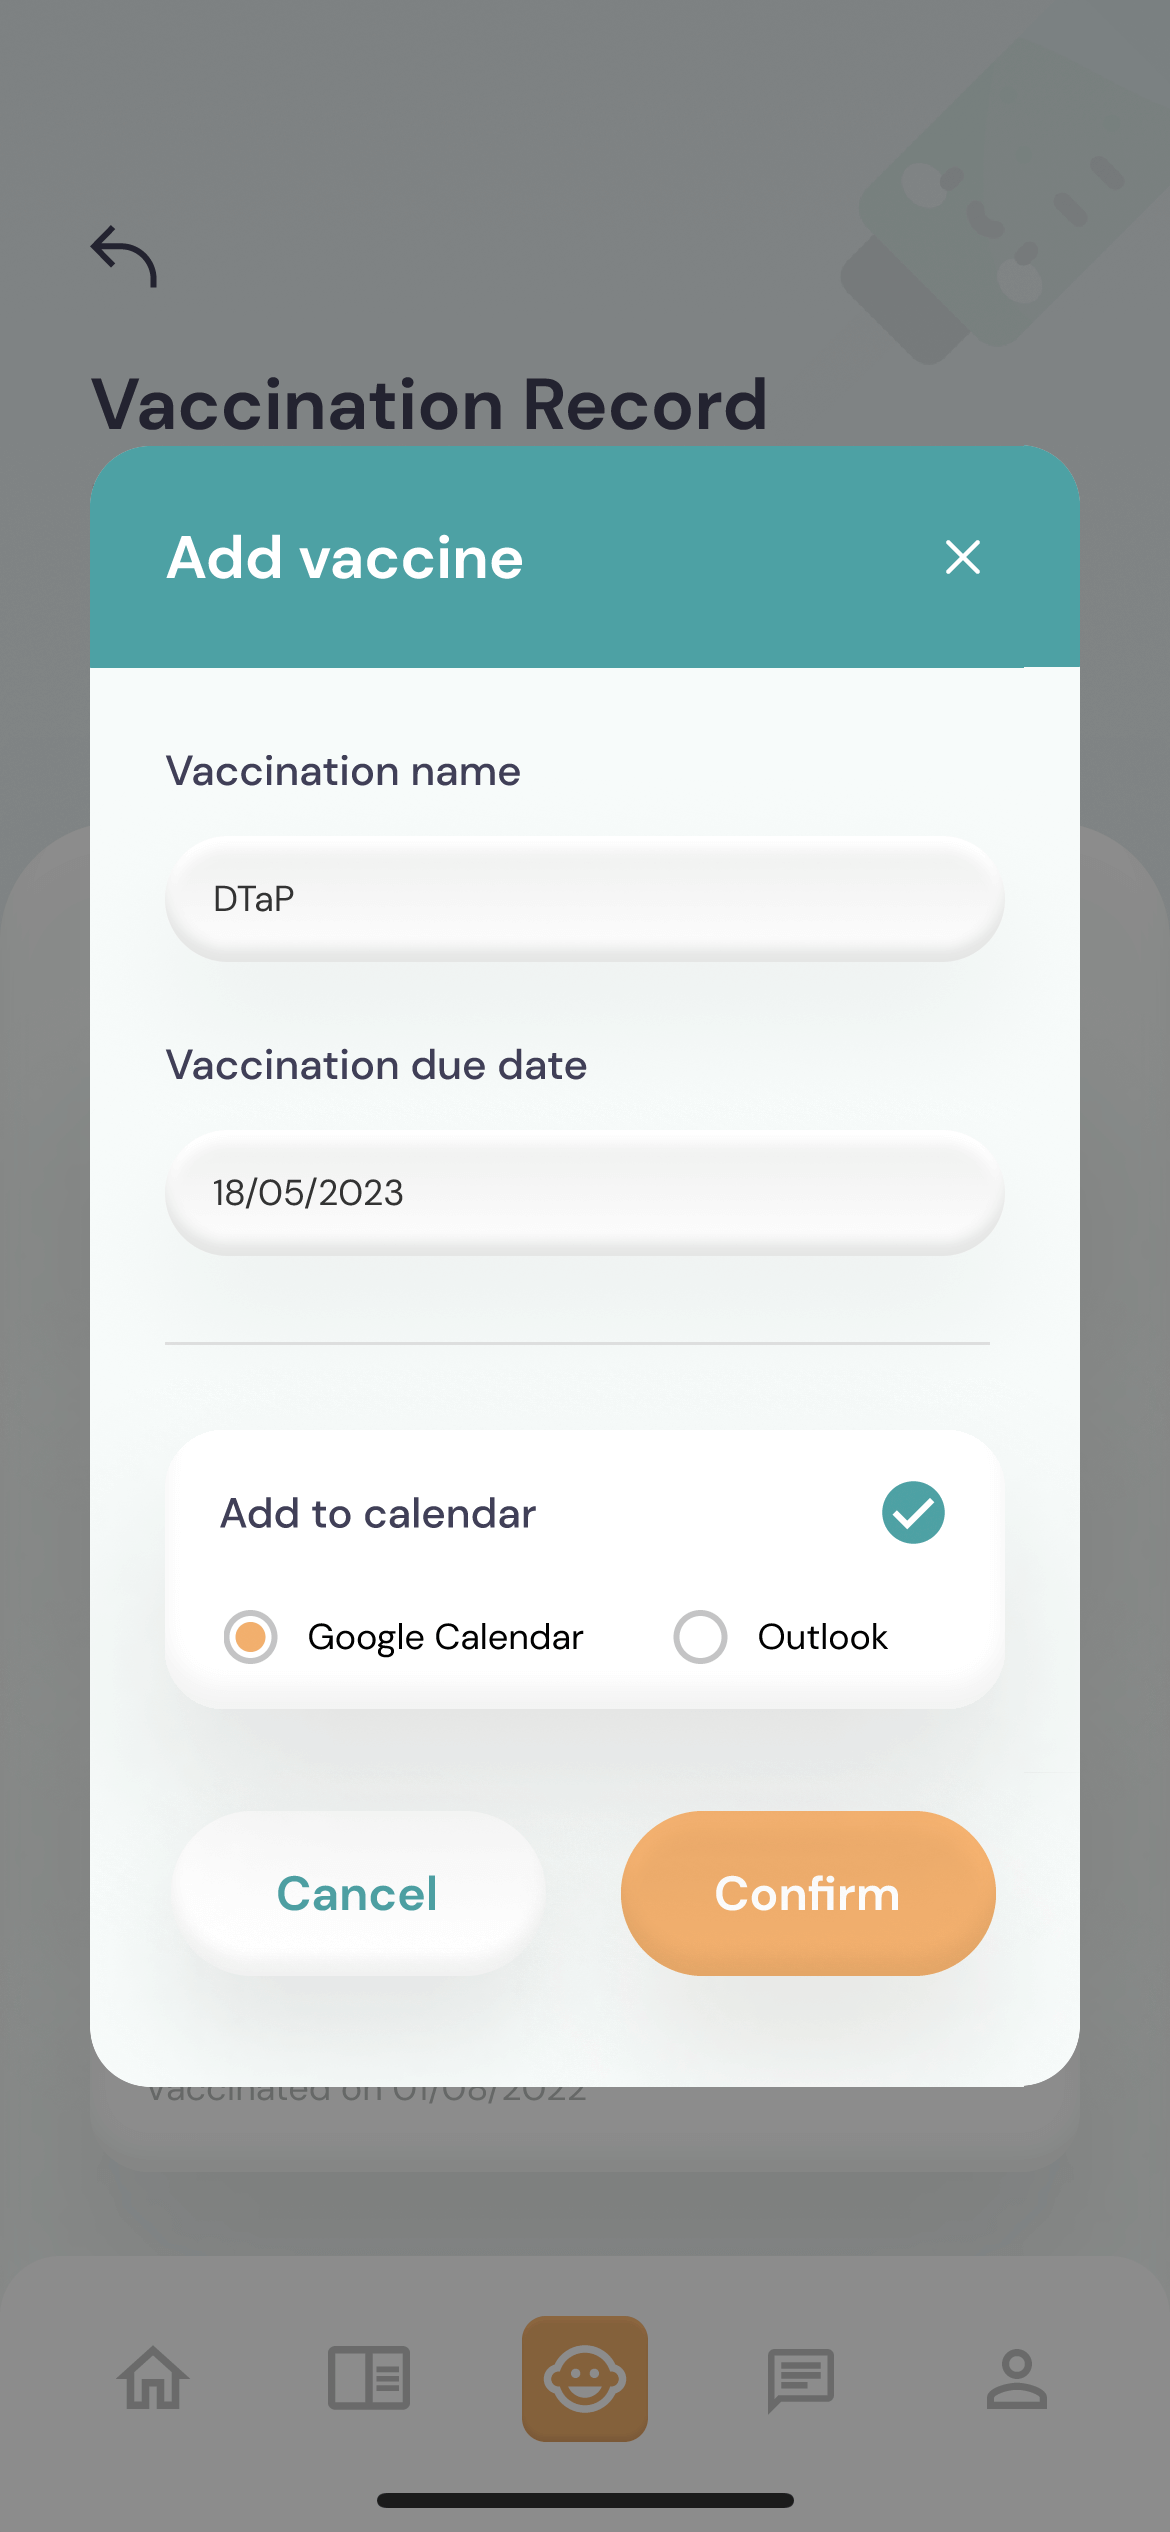 Vaccination Record
Add vaccine
Vaccination name
DTaP
Vaccination due date
18/05/2023
Add to calendar
Google Calendar
Outlook
Cancel
Confirm
Vaccinated on 01/08/2022